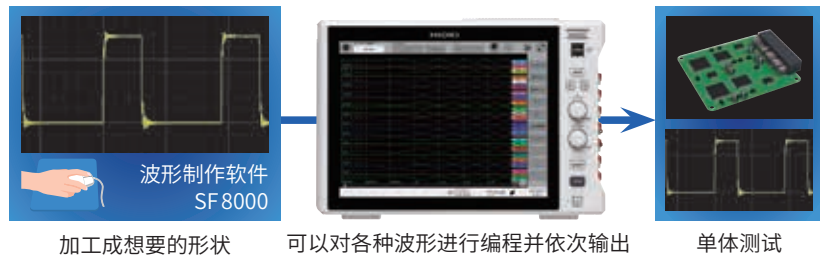 HIOKI
波形制作软件
SF8000
加工成想要的形状
可以对各种波形进行编程并依次输出
单体测试